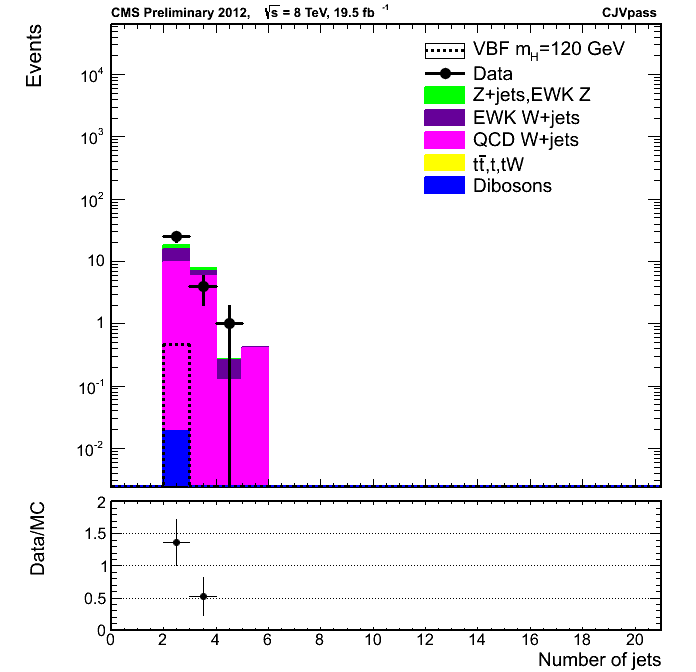 CMS Preliminary 2012, √s = 8 TeV, 19.5 fb⁻¹ CJVpass
Events
VBF m_H=120 GeV
Data
Z+jets,EWK Z
EWK W+jets
QCD W+jets
tt̄,t,tW
Dibosons
10⁴
10³
10²
10
1
10⁻¹
10⁻²
Data/MC
2
1.5
1
0.5
0
0 2 4 6 8 10 12 14 16 18 20
Number of jets